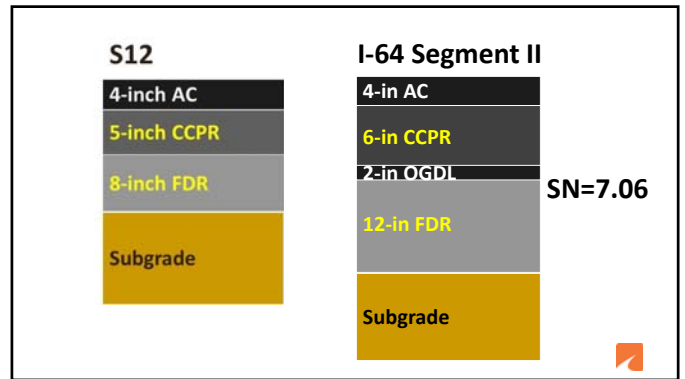 S12
4-inch AC
5-inch CCPR
8-inch FDR
Subgrade
I-64 Segment II
4-in AC
6-in CCPR
2-in OGDL
12-in FDR
Subgrade
SN=7.06